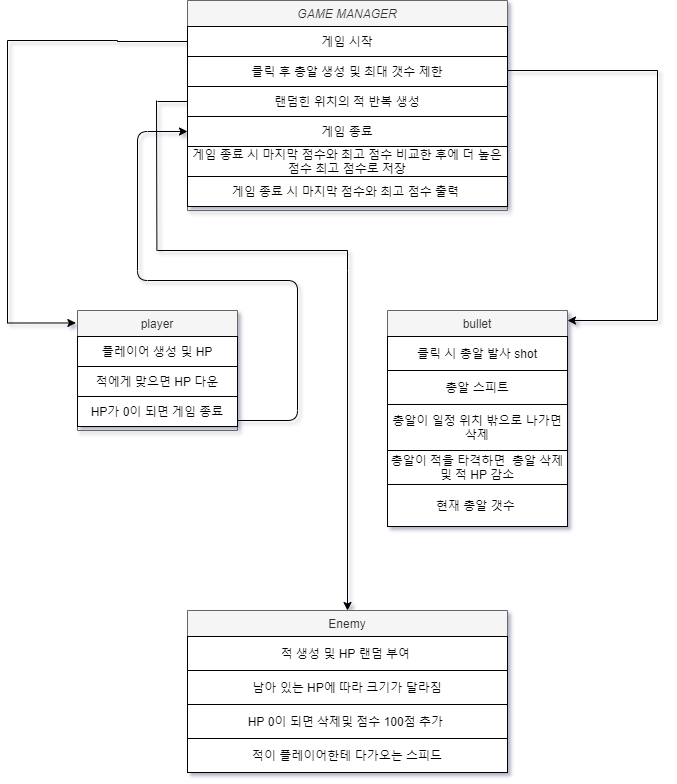 GAME MANAGER
게임 시작
클릭 후 총알 생성 및 최대 갯수 제한
랜덤힌 위치의 적 반복 생성
게임 종료
게임 종료 시 마지막 점수와 최고 점수 비교한 후에 더 높은
점수 최고 점수로 저장
게임 종료 시 마지막 점수와 최고 점수 출력
player
플레이어 생성 및 HP
적에게 맞으면 HP 다운
HP가 0이 되면 게임 종료
bullet
클릭 시 총알 발사 shot
총알 스피트
총알이 일정 위치 밖으로 나가면
삭제
총알이 적을 타격하면 총알 삭제
및 적 HP 감소
현재 총알 갯수
Enemy
적 생성 및 HP 랜덤 부여
남아 있는 HP에 따라 크기가 달라짐
HP 0이 되면 삭제및 점수 100점 추가
적이 플레이어한테 다가오는 스피드